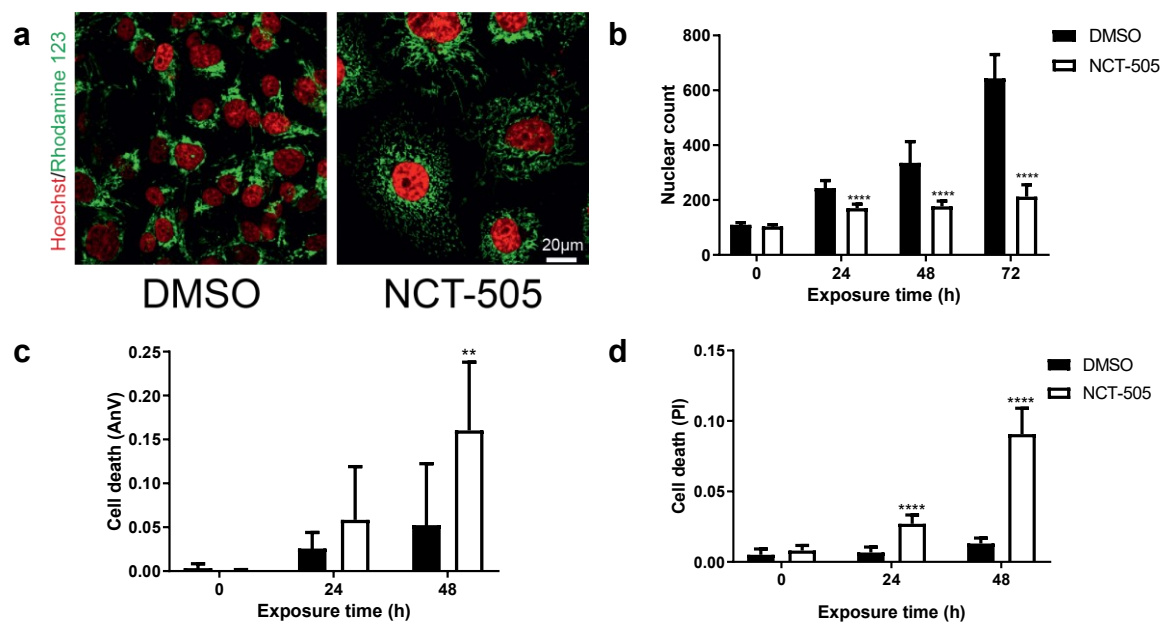 a
Hoechst/Rhodamine 123
20μm
DMSO
NCT-505
b
Nuclear count
800
600
400
200
0
DMSO
NCT-505
****
****
****
0 24 48 72
Exposure time (h)
c
Cell death (AnV)
0.25
0.20
0.15
0.10
0.05
0.00
**
0 24 48
Exposure time (h)
d
Cell death (PI)
0.15
0.10
0.05
0.00
DMSO
NCT-505
****
****
0 24 48
Exposure time (h)